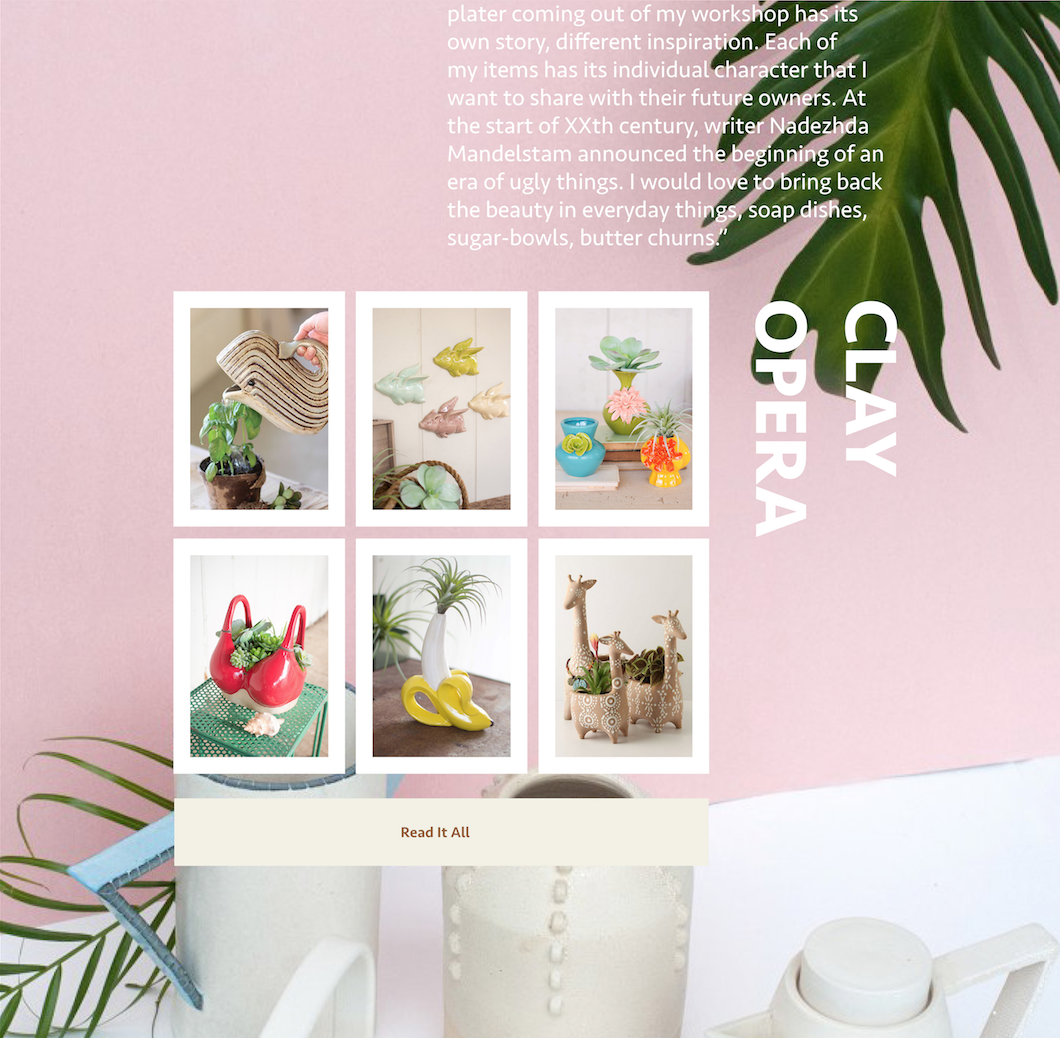 plater coming out of my workshop has its
own story, different inspiration. Each of
my items has its individual character that I
want to share with their future owners. At
the start of XXth century, writer Nadezhda
Mandelstam announced the beginning of an
era of ugly things. I would love to bring back
the beauty in everyday things, soap dishes,
sugar-bowls, butter churns.”
CLAY
OPERA
Read It All